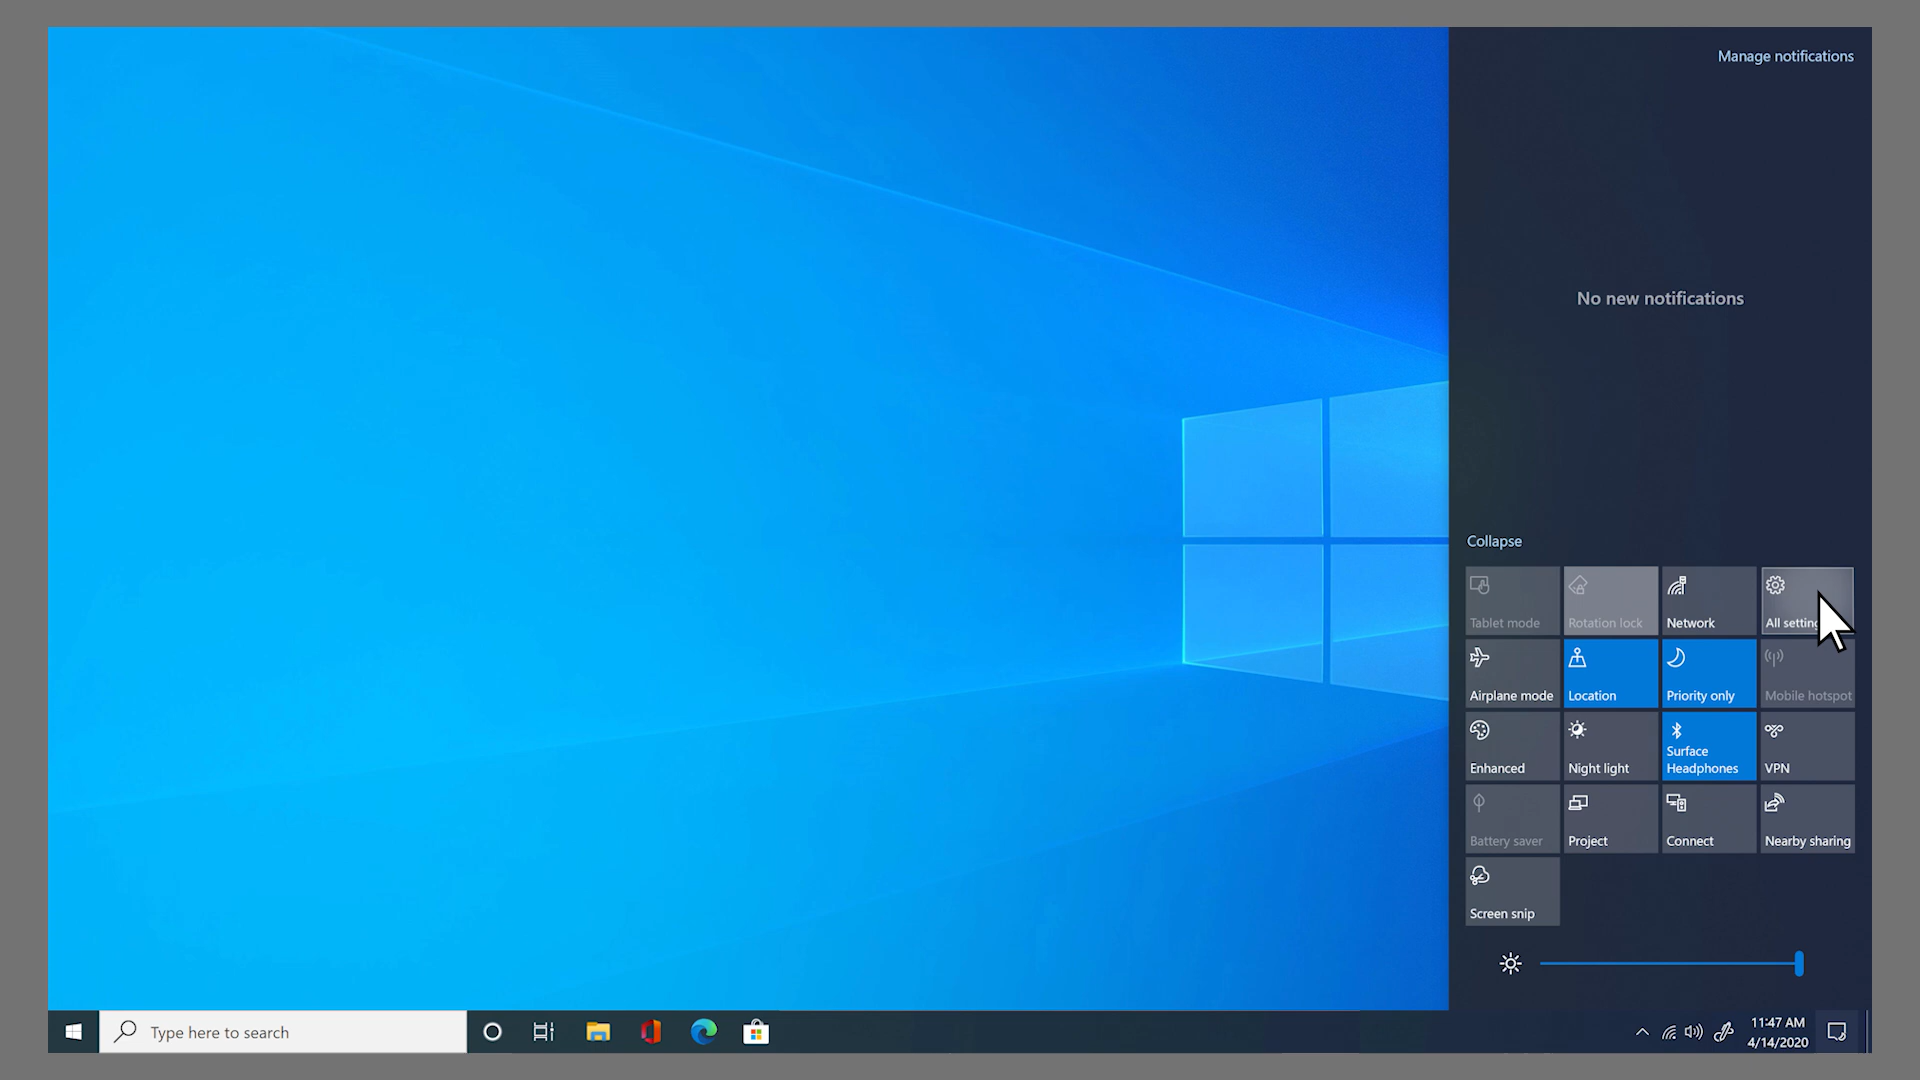 Manage notifications
No new notifications
Collapse
Tablet mode
Rotation lock
Network
All setting
Airplane mode
Location
Priority only
Mobile hotspot
Enhanced
Night light
Surface
Headphones
VPN
Battery saver
Project
Connect
Nearby sharing
Screen snip
Type here to search
11:47 AM
4/14/2020